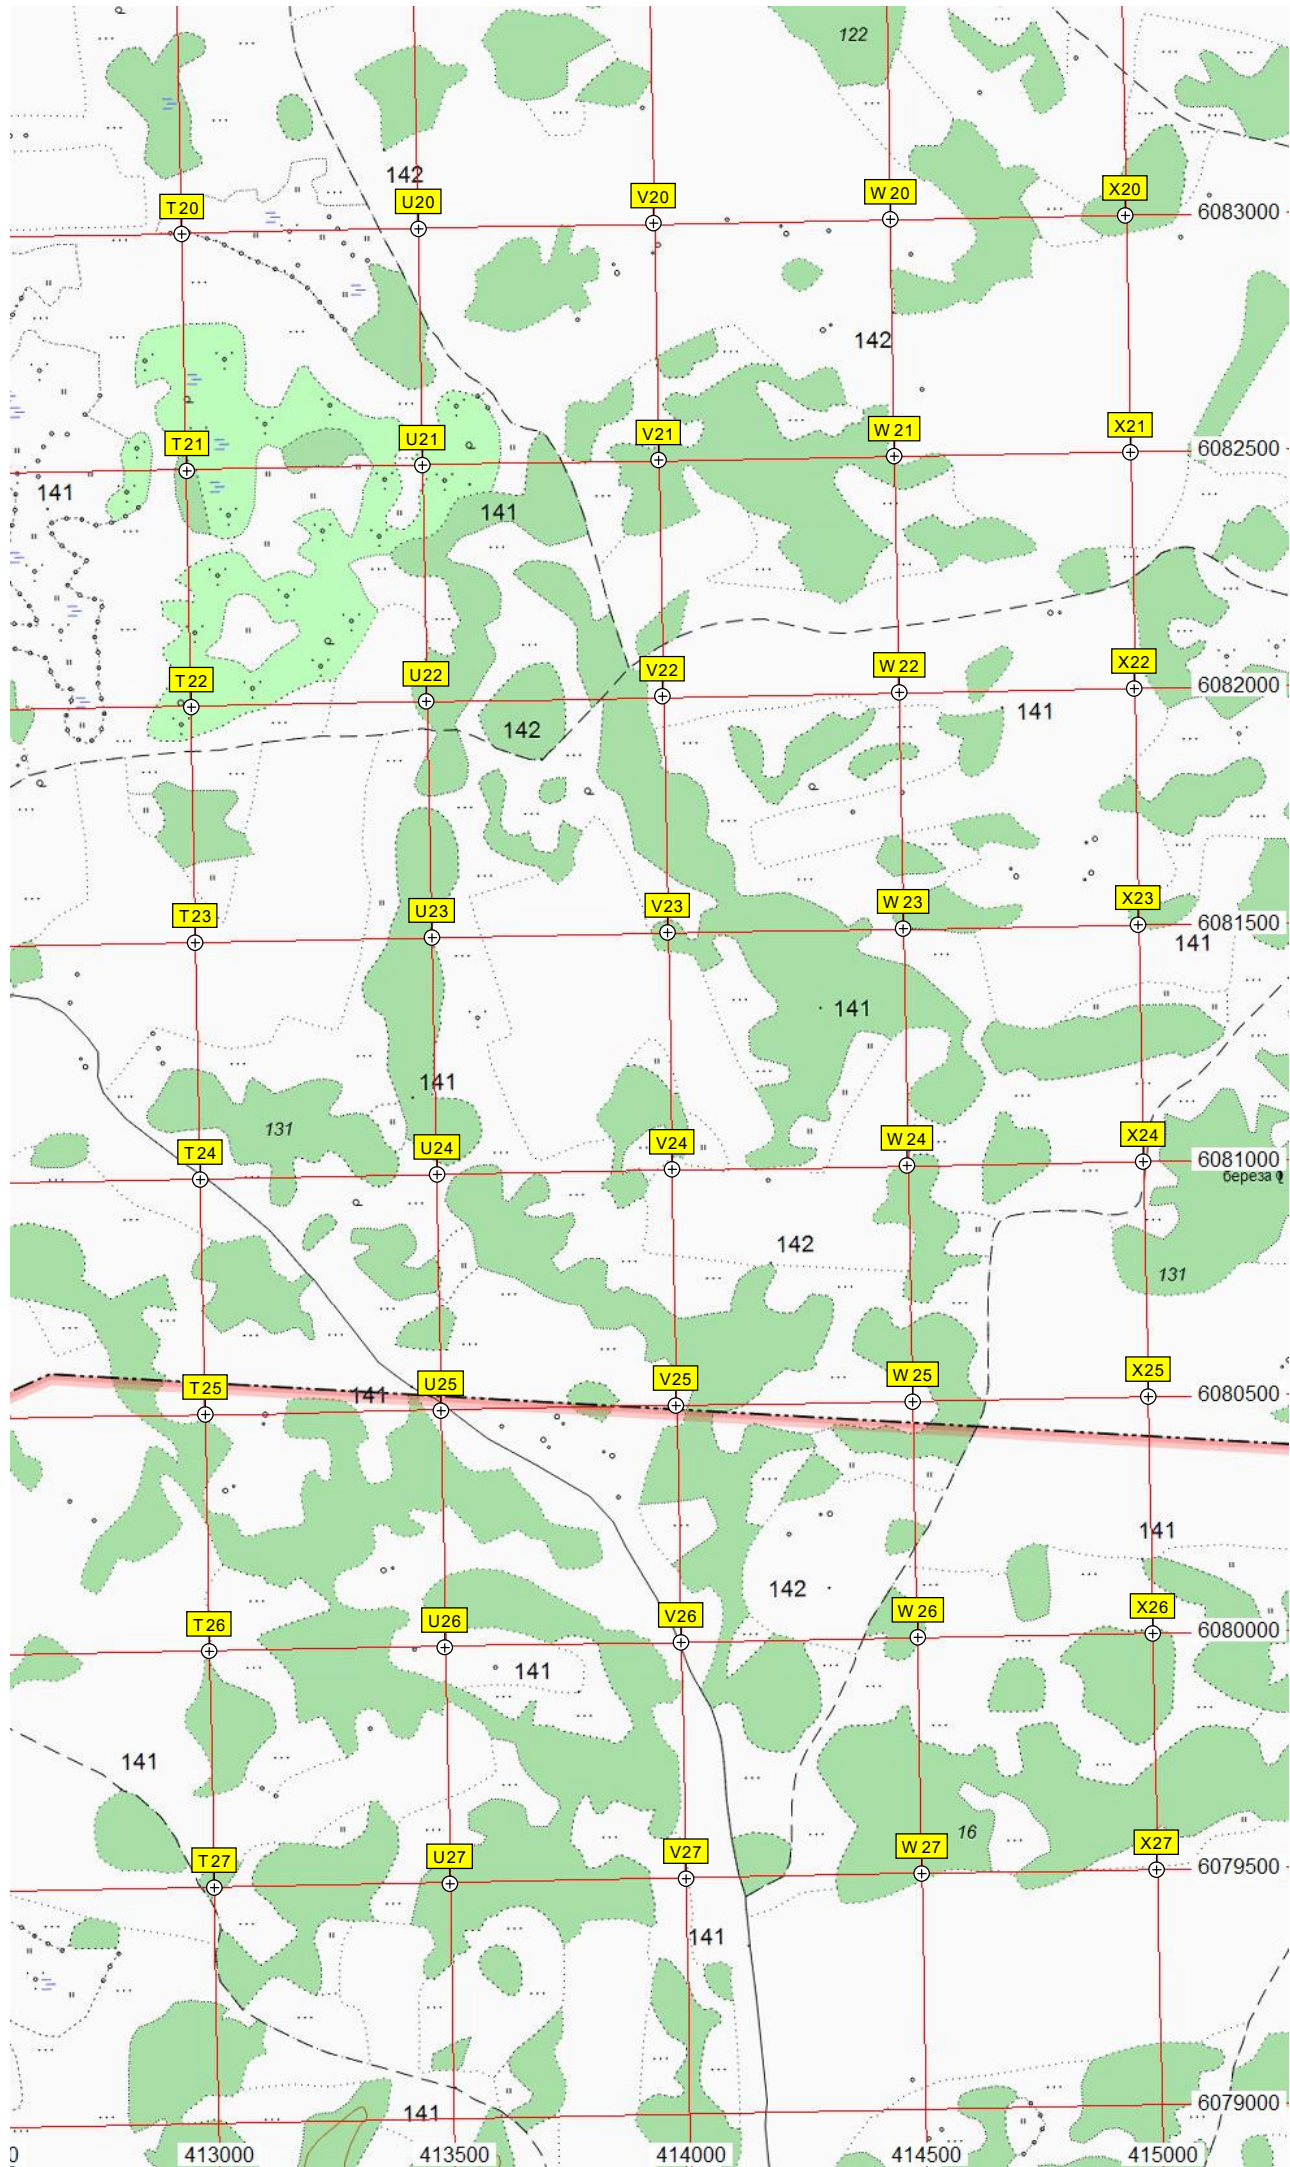 122
142
T20
U20
V20
W20
X20
6083000
142
T21
U21
V21
W21
X21
6082500
141
141
T22
U22
V22
W22
X22
6082000
142
141
T23
U23
V23
W23
X23
6081500
141
141
141
131
T24
U24
V24
W24
X24
6081000
береза
142
131
T25
141
U25
V25
W25
X25
6080500
141
142
T26
U26
V26
W26
X26
6080000
141
141
16
T27
U27
V27
W27
X27
6079500
141
141
6079000
0
413000
413500
414000
414500
415000